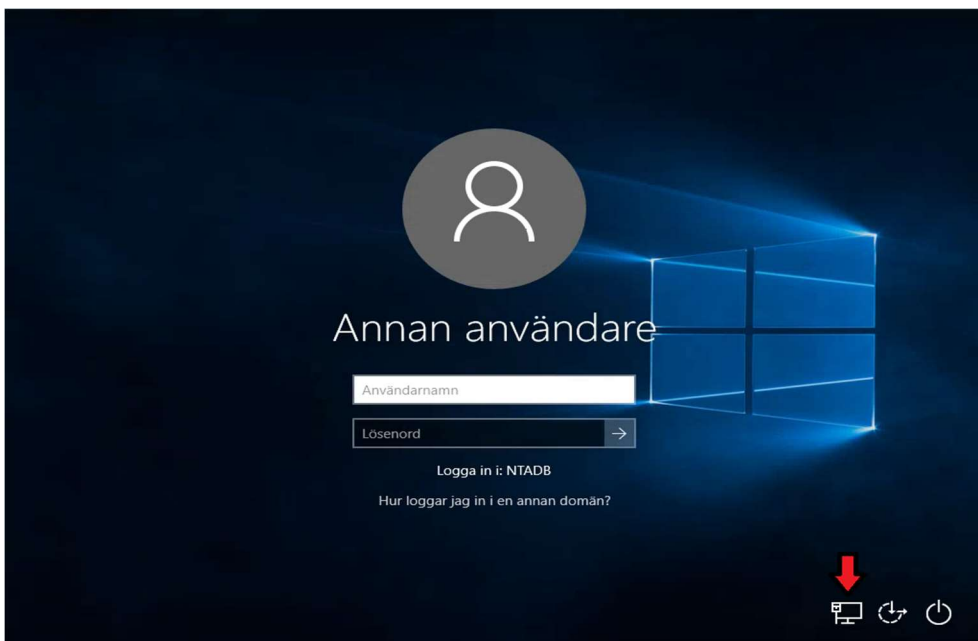 Annan användare
Användarnamn
Lösenord
Logga in i: NTADB
Hur loggar jag in i en annan domän?